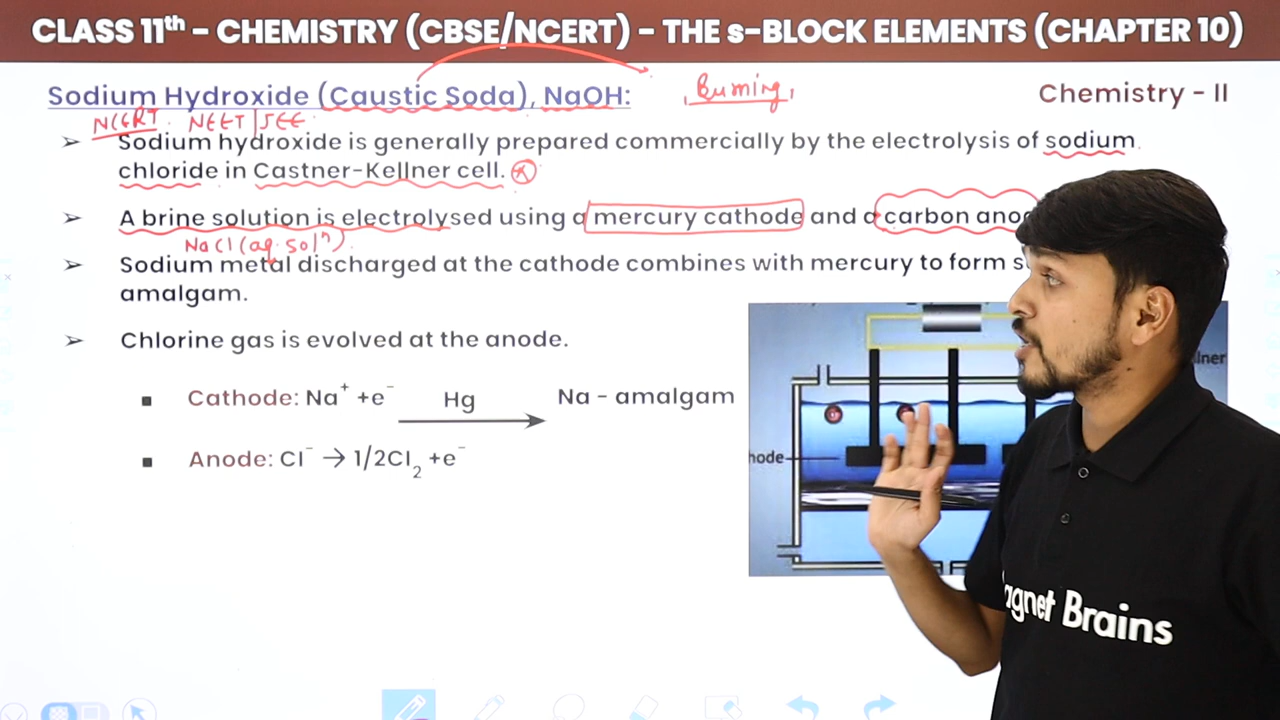 CLASS 11th – CHEMISTRY (CBSE/NCERT) – THE s-BLOCK ELEMENTS (CHAPTER 10)
Sodium Hydroxide (Caustic Soda), NaOH:
Burning
Chemistry - II
NCERT. NEET|JEE
➢ Sodium hydroxide is generally prepared commercially by the electrolysis of sodium
chloride in Castner-Kellner cell.
➢ A brine solution is electrolysed using a mercury cathode and a carbon ano
NaCl (aq. solⁿ).
➢ Sodium metal discharged at the cathode combines with mercury to form s
amalgam.
➢ Chlorine gas is evolved at the anode.
▪ Cathode: Na⁺ +e⁻ Hg → Na - amalgam
▪ Anode: Cl⁻ → 1/2Cl₂ +e⁻
lner
hode
agnet Brains